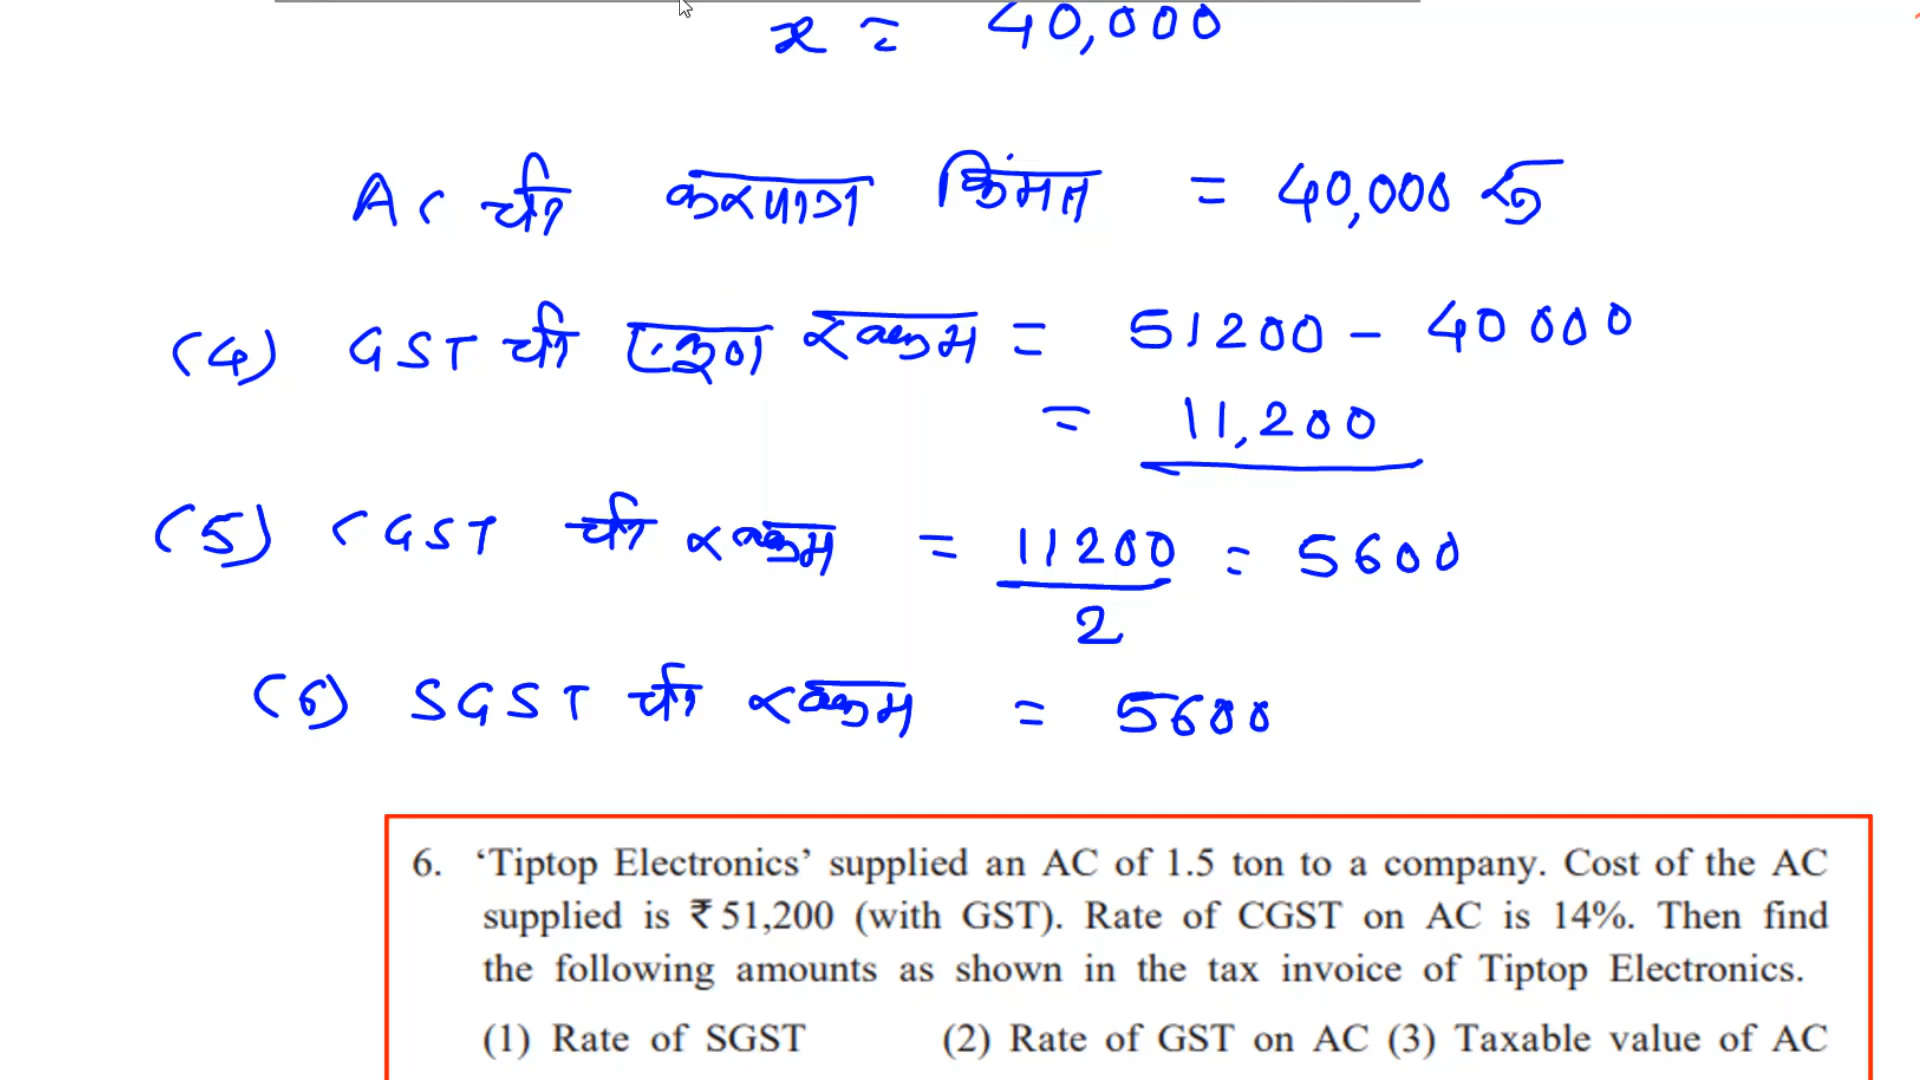 x = 40,000
AC ची करपात्र किंमत = 40,000 रु
(4) GST ची एकूण रक्कम = 51200 - 40000
= 11,200
(5) CGST ची रक्कम = 11200 / 2 = 5600
(6) SGST ची रक्कम = 5600
6. ‘Tiptop Electronics’ supplied an AC of 1.5 ton to a company. Cost of the AC
supplied is ₹ 51,200 (with GST). Rate of CGST on AC is 14%. Then find
the following amounts as shown in the tax invoice of Tiptop Electronics.
(1) Rate of SGST (2) Rate of GST on AC (3) Taxable value of AC